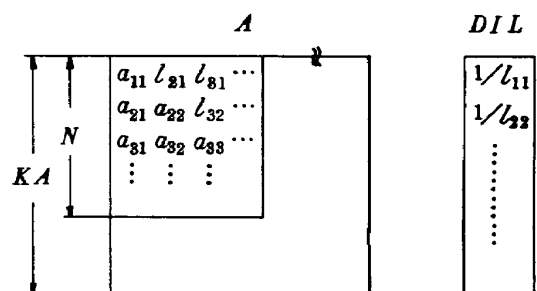 A DIL
a₁₁ l₂₁ l₃₁ ⋯ 1/l₁₁
a₂₁ a₂₂ l₃₂ ⋯ 1/l₂₂
N a₃₁ a₃₂ a₃₃ ⋯
KA ⋮ ⋮ ⋮ ⋮